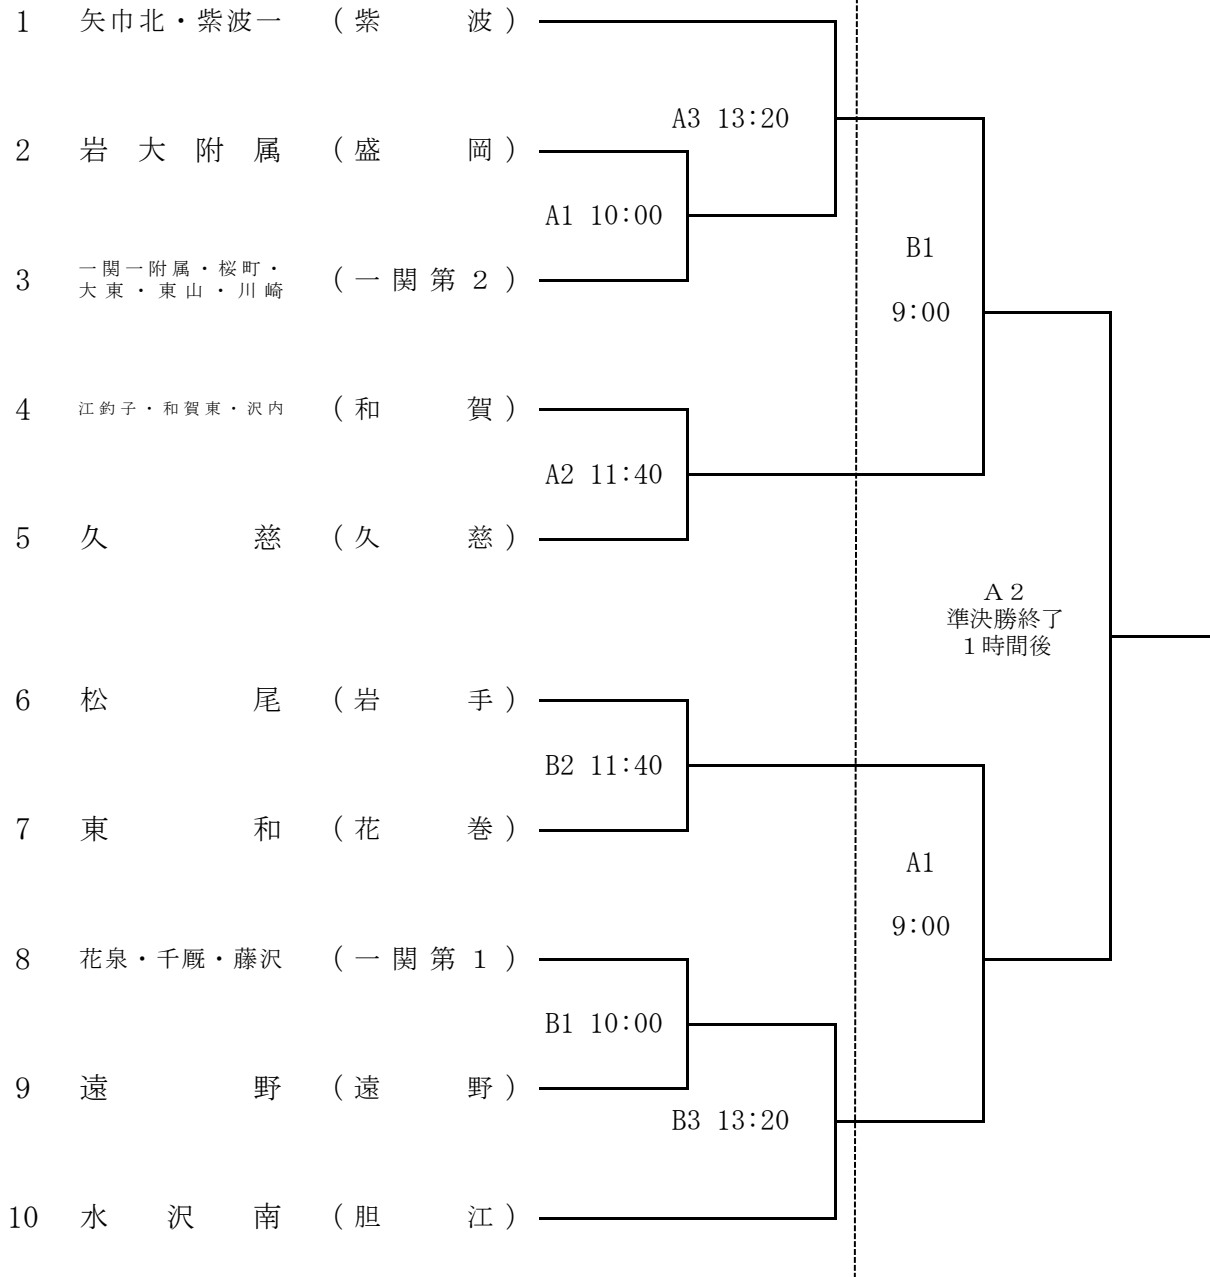 1 矢巾北・紫波一 (紫波)
A3 13:20
2 岩大附属 (盛岡)
A1 10:00
B1
3 一関一附属・桜町・
大東・東山・川崎 (一関第２)
9:00
4 江釣子・和賀東・沢内 (和賀)
A2 11:40
5 久慈 (久慈)
Ａ２
準決勝終了
１時間後
6 松尾 (岩手)
B2 11:40
7 東和 (花巻)
A1
9:00
8 花泉・千厩・藤沢 (一関第１)
B1 10:00
9 遠野 (遠野)
B3 13:20
10 水沢南 (胆江)